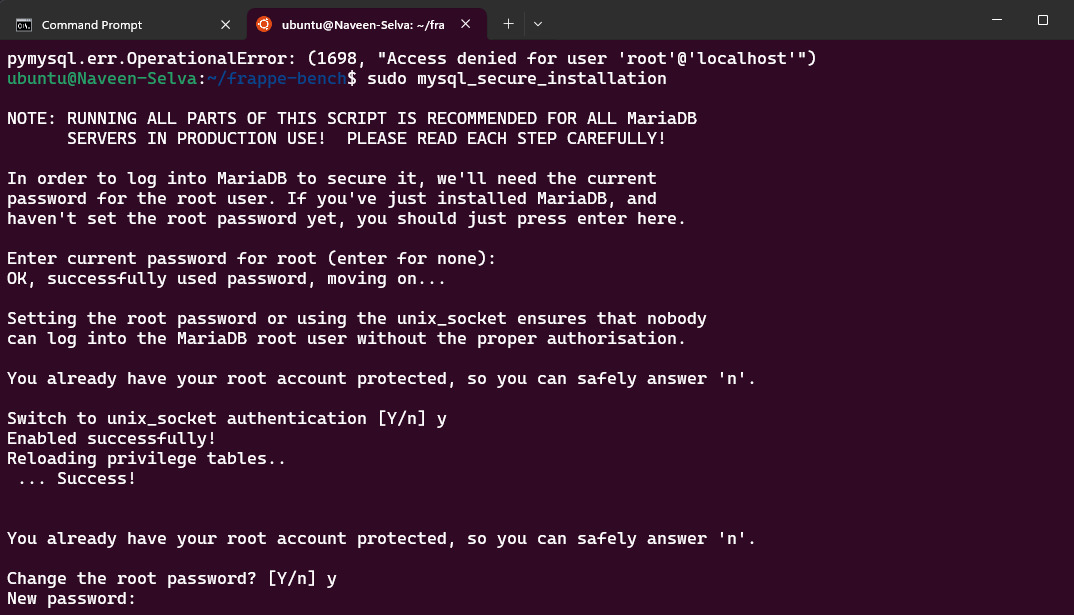 Command Prompt
ubuntu@Naveen-Selva: ~/fra
pymysql.err.OperationalError: (1698, "Access denied for user 'root'@'localhost'")
ubuntu@Naveen-Selva:~/frappe-bench$ sudo mysql_secure_installation
NOTE: RUNNING ALL PARTS OF THIS SCRIPT IS RECOMMENDED FOR ALL MariaDB
SERVERS IN PRODUCTION USE!  PLEASE READ EACH STEP CAREFULLY!
In order to log into MariaDB to secure it, we'll need the current
password for the root user. If you've just installed MariaDB, and
haven't set the root password yet, you should just press enter here.
Enter current password for root (enter for none):
OK, successfully used password, moving on...
Setting the root password or using the unix_socket ensures that nobody
can log into the MariaDB root user without the proper authorisation.
You already have your root account protected, so you can safely answer 'n'.
Switch to unix_socket authentication [Y/n] y
Enabled successfully!
Reloading privilege tables..
... Success!
You already have your root account protected, so you can safely answer 'n'.
Change the root password? [Y/n] y
New password: